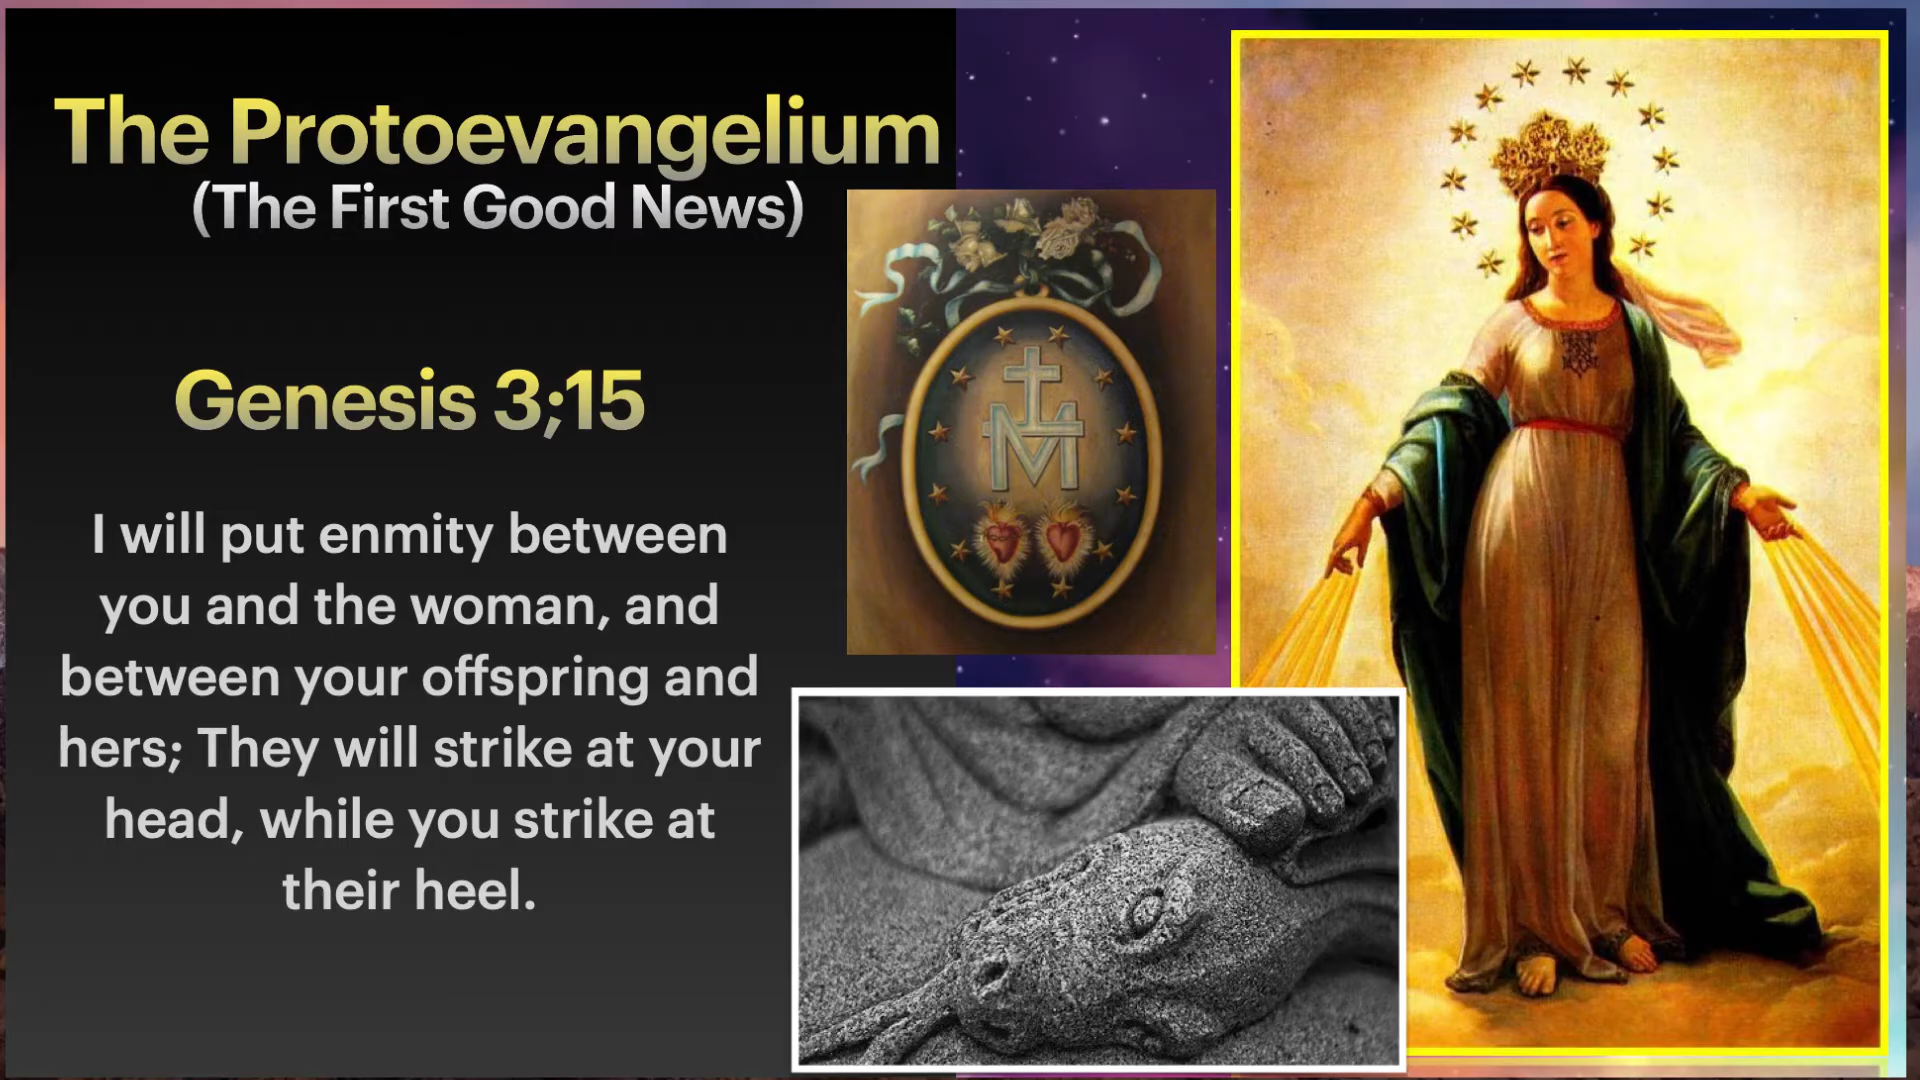 The Protoevangelium
(The First Good News)
Genesis 3;15
I will put enmity between
you and the woman, and
between your offspring and
hers; They will strike at your
head, while you strike at
their heel.
M